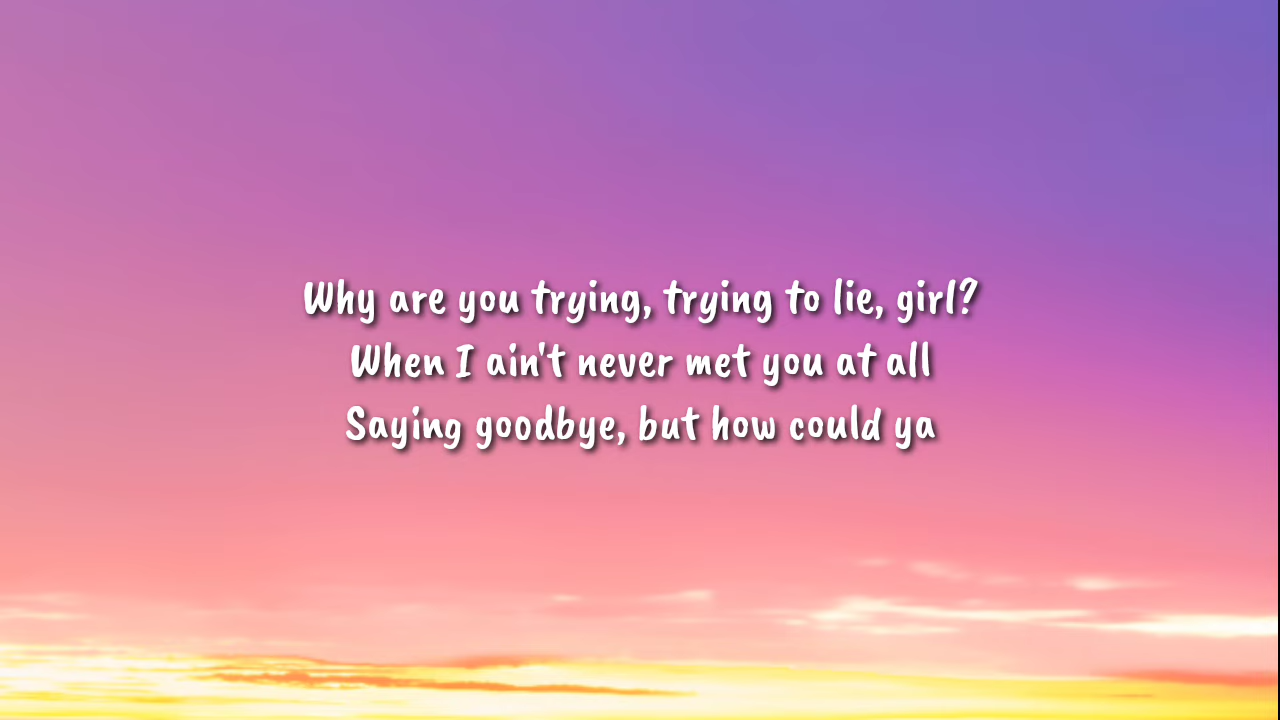 Why are you trying, trying to lie, girl?
When I ain't never met you at all
Saying goodbye, but how could ya